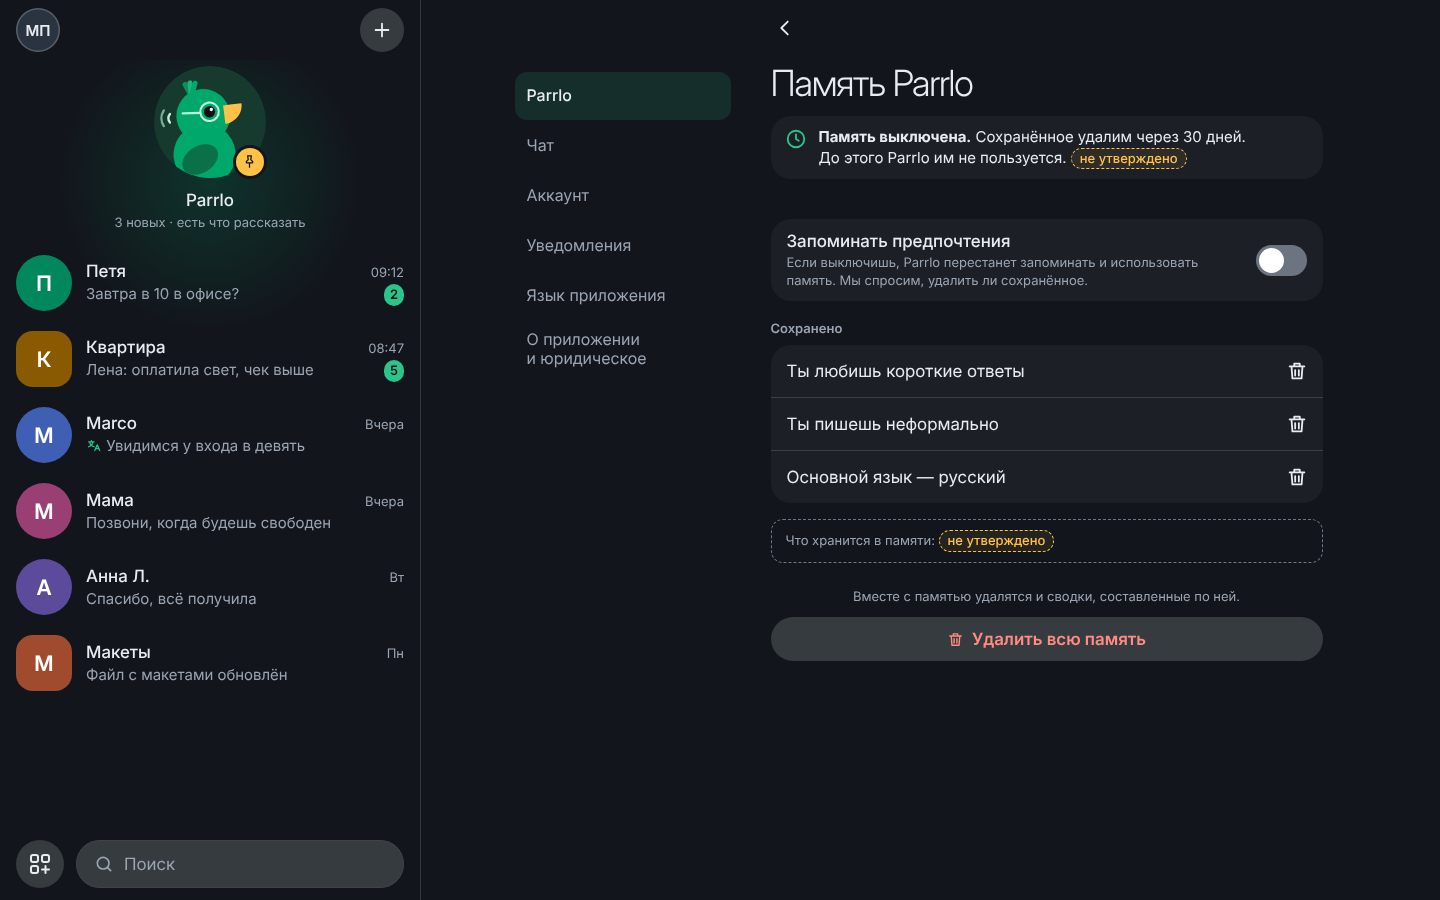 МП
Parrlo
3 новых · есть что рассказать
П
Петя
09:12
Завтра в 10 в офисе?
2
К
Квартира
08:47
Лена: оплатила свет, чек выше
5
M
Marco
Вчера
Увидимся у входа в девять
М
Мама
Вчера
Позвони, когда будешь свободен
А
Анна Л.
Вт
Спасибо, всё получила
М
Макеты
Пн
Файл с макетами обновлён
Поиск
Parrlo
Чат
Аккаунт
Уведомления
Язык приложения
О приложении
и юридическое
Память Parrlo
Память выключена. Сохранённое удалим через 30 дней.
До этого Parrlo им не пользуется. не утверждено
Запоминать предпочтения
Если выключишь, Parrlo перестанет запоминать и использовать
память. Мы спросим, удалить ли сохранённое.
Сохранено
Ты любишь короткие ответы
Ты пишешь неформально
Основной язык — русский
Что хранится в памяти: не утверждено
Вместе с памятью удалятся и сводки, составленные по ней.
Удалить всю память